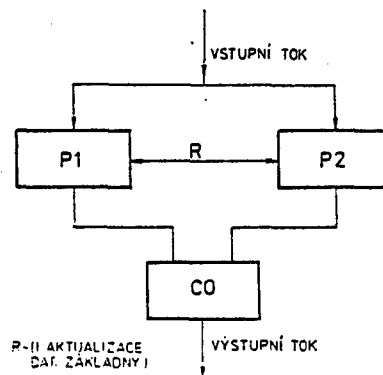 VSTUPNÍ TOK
P1
R
P2
CO
R-(I AKTUALIZACE
DAT. ZÁKLADNY)
VÝSTUPNÍ TOK